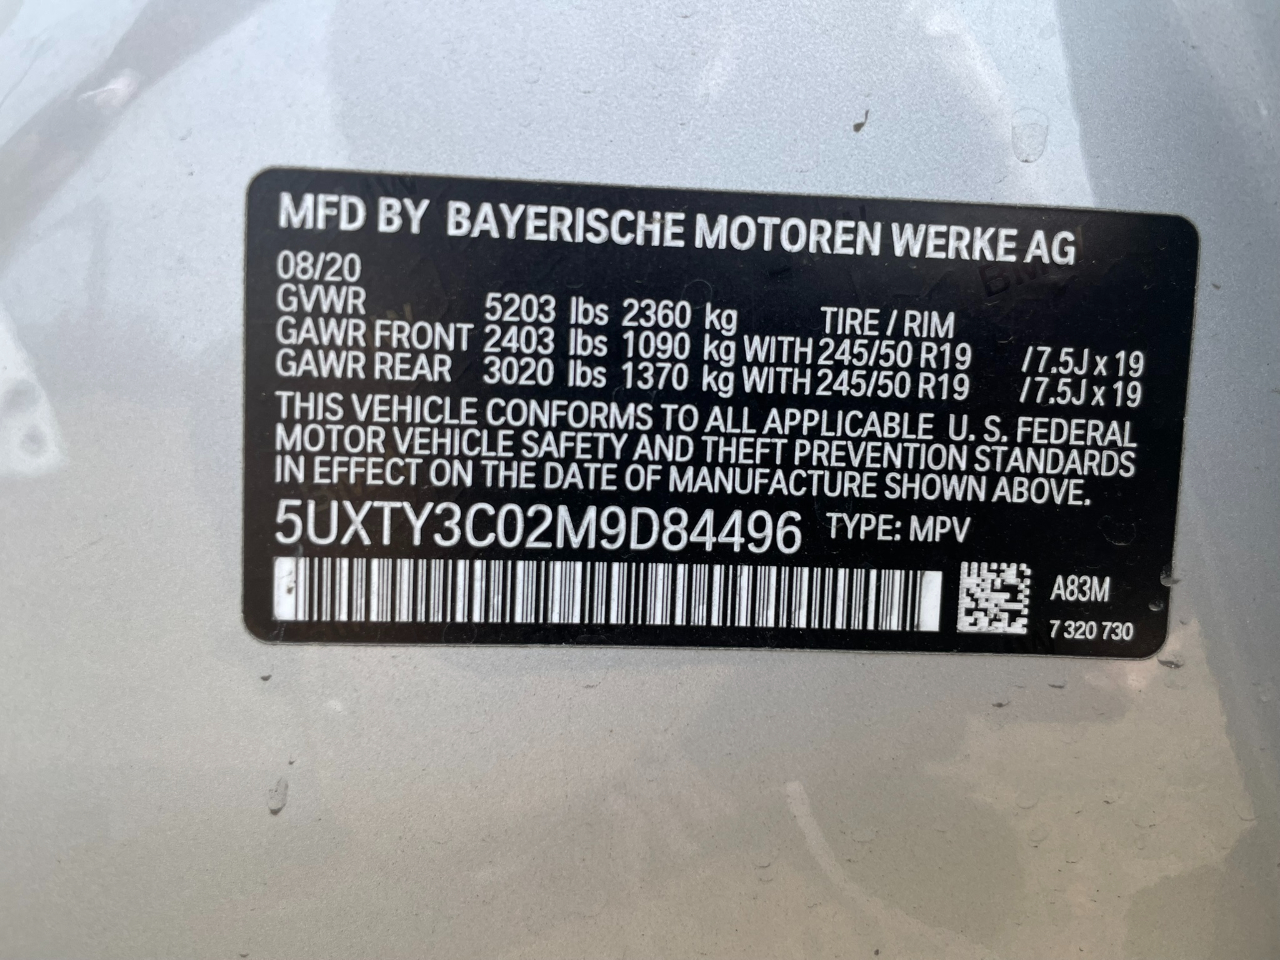 MFD BY BAYERISCHE MOTOREN WERKE AG
08/20
GVWR 5203 lbs 2360 kg TIRE / RIM
GAWR FRONT 2403 lbs 1090 kg WITH 245/50 R19 /7.5J x 19
GAWR REAR 3020 lbs 1370 kg WITH 245/50 R19 /7.5J x 19
THIS VEHICLE CONFORMS TO ALL APPLICABLE U. S. FEDERAL
MOTOR VEHICLE SAFETY AND THEFT PREVENTION STANDARDS
IN EFFECT ON THE DATE OF MANUFACTURE SHOWN ABOVE.
5UXTY3C02M9D84496 TYPE: MPV
A83M
7 320 730